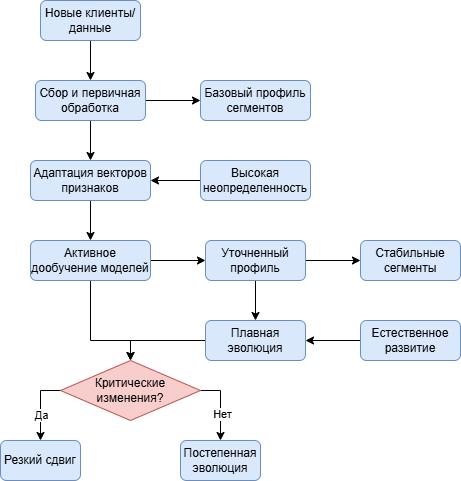 Новые клиенты/
данные
Сбор и первичная
обработка
Базовый профиль
сегментов
Адаптация векторов
признаков
Высокая
неопределенность
Активное
дообучение моделей
Уточненный
профиль
Стабильные
сегменты
Плавная
эволюция
Естественное
развитие
Критические
изменения?
Да
Нет
Резкий сдвиг
Постепенная
эволюция